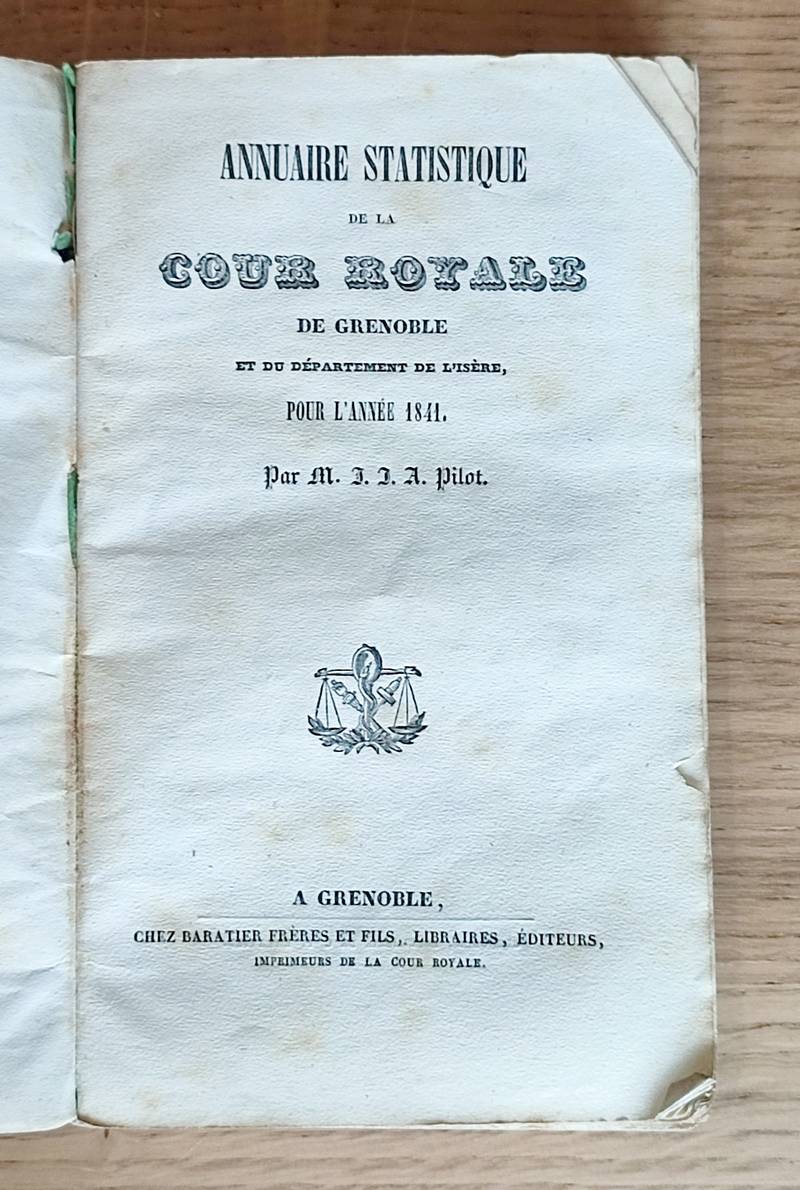 ANNUAIRE STATISTIQUE
DE LA
COUR ROYALE
DE GRENOBLE
ET DU DÉPARTEMENT DE L'ISÈRE,
POUR L'ANNÉE 1841.
Par M. J. J. A. Pilot.
A GRENOBLE,
CHEZ BARATIER FRÈRES ET FILS, LIBRAIRES, ÉDITEURS,
IMPRIMEURS DE LA COUR ROYALE.